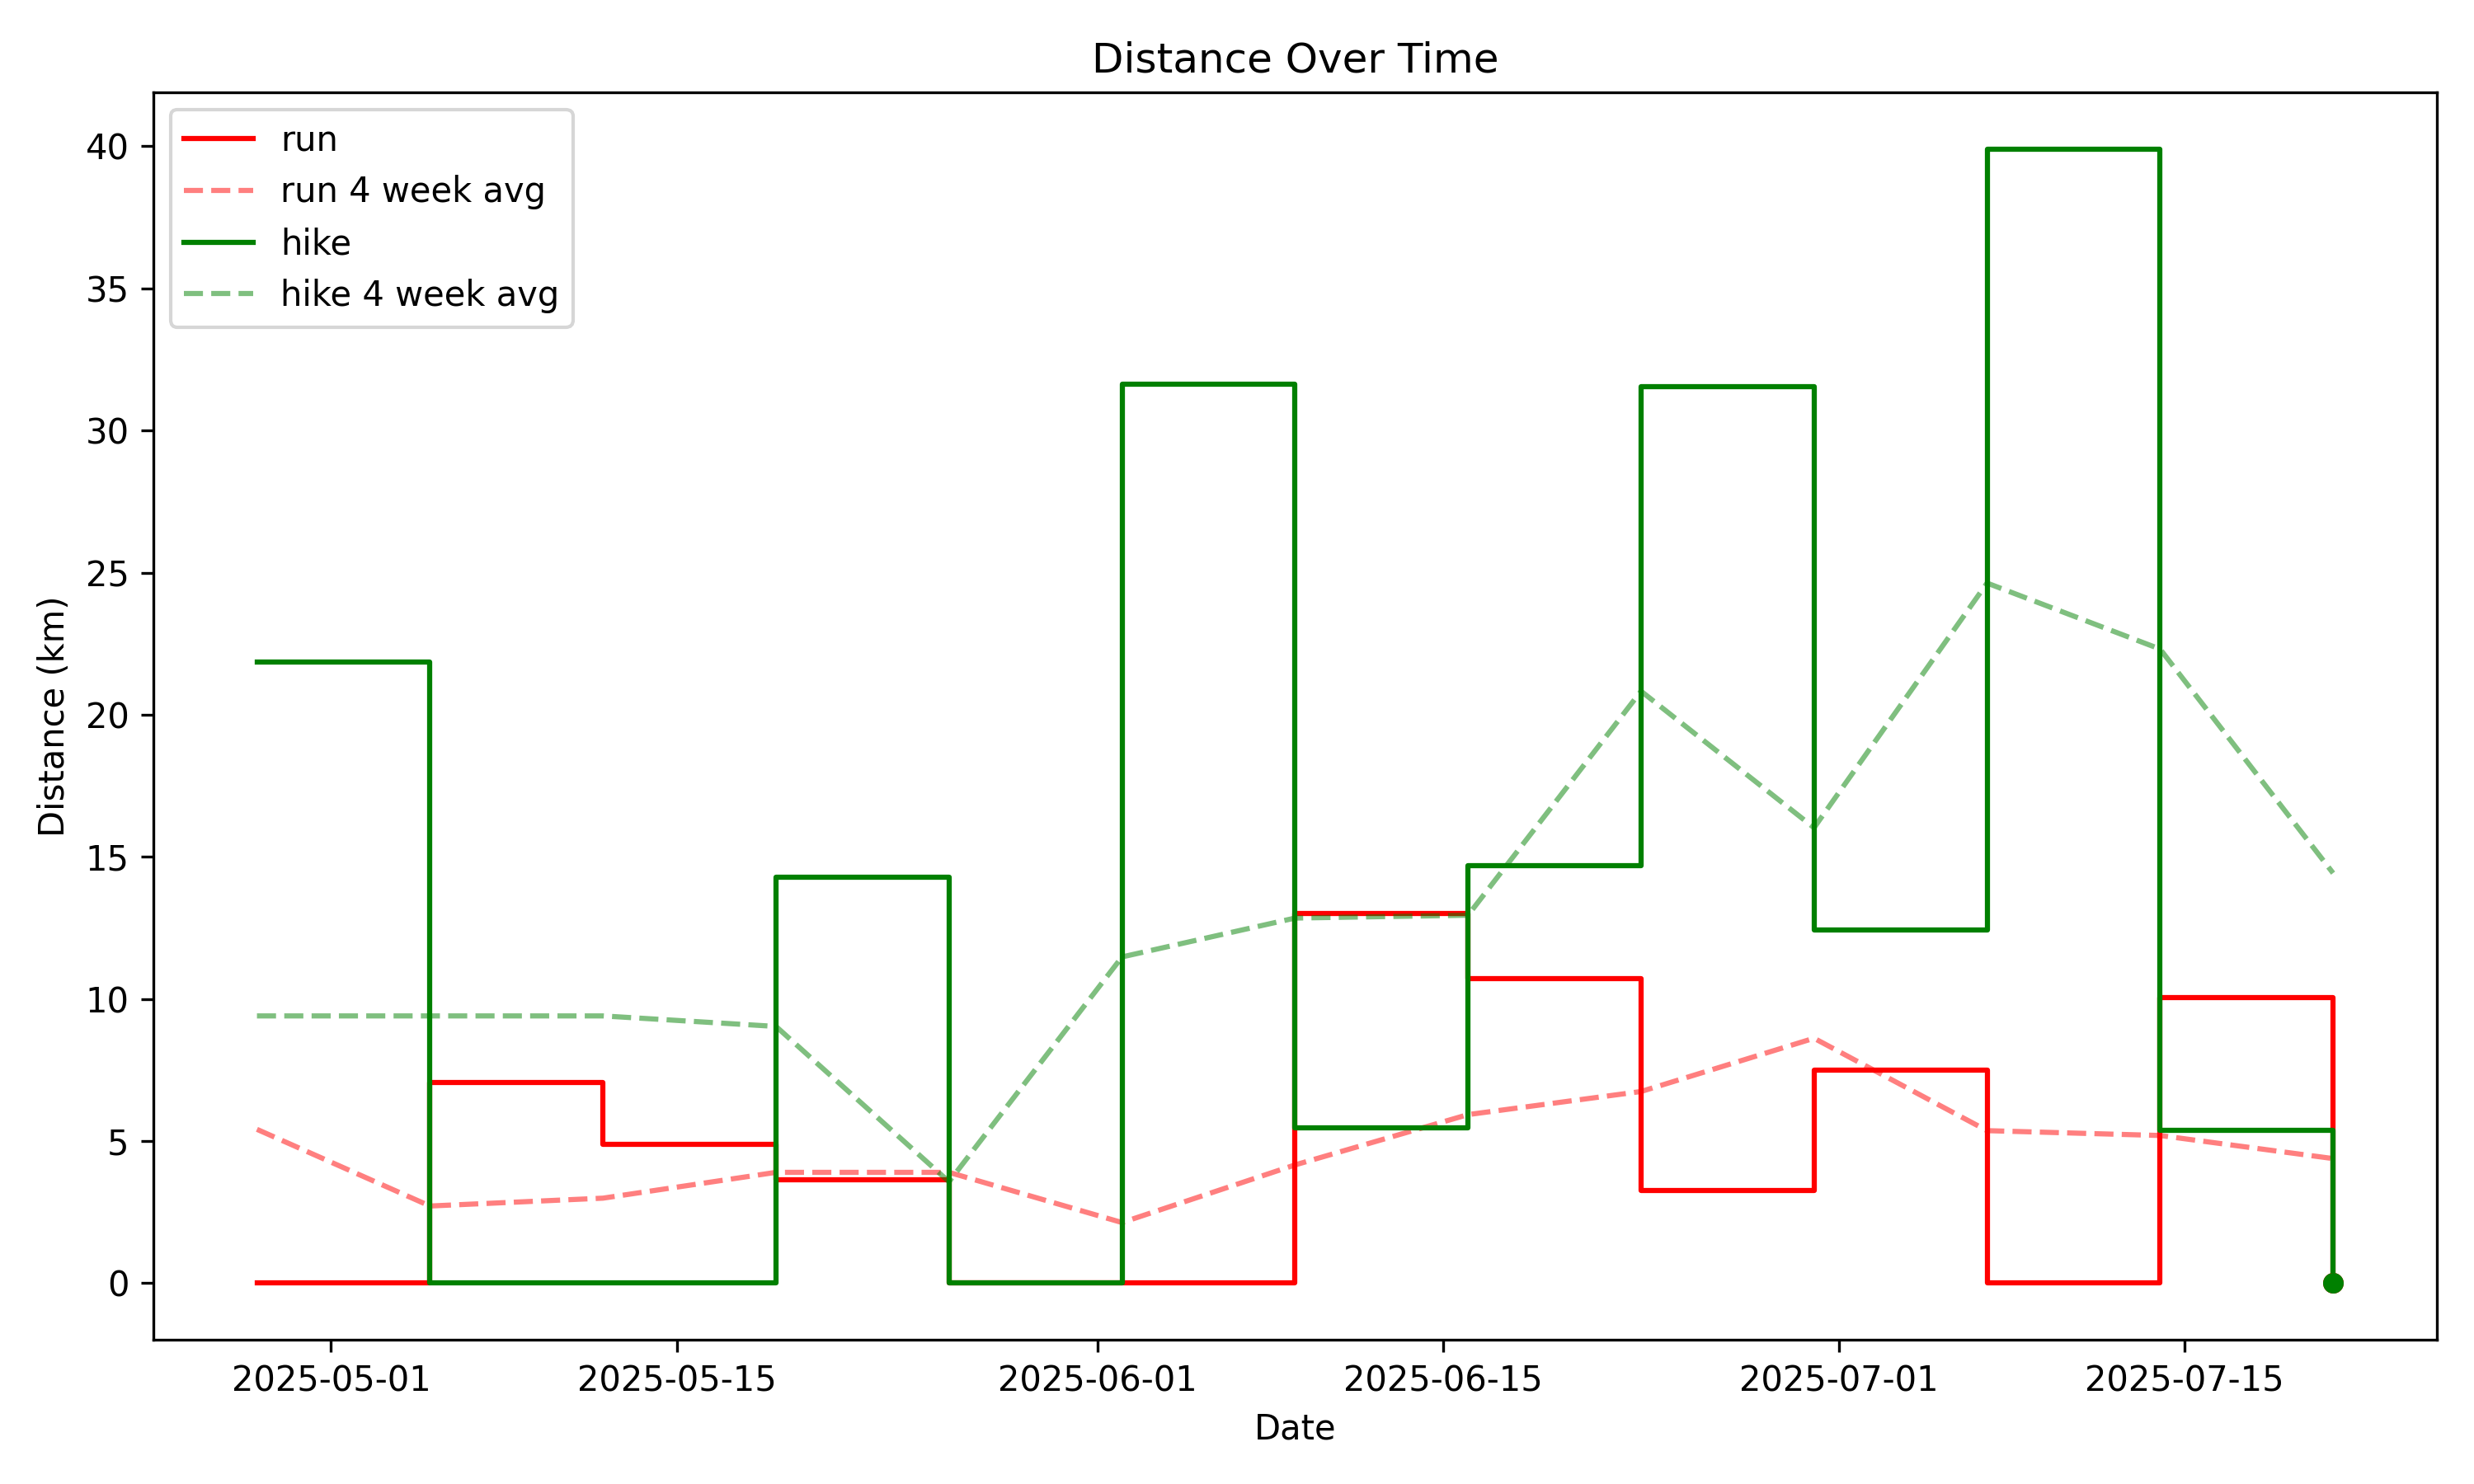 Distance Over Time
run
run 4 week avg
hike
hike 4 week avg
40
35
30
25
20
15
10
5
0
Distance (km)
2025-05-01 2025-05-15 2025-06-01 2025-06-15 2025-07-01 2025-07-15
Date